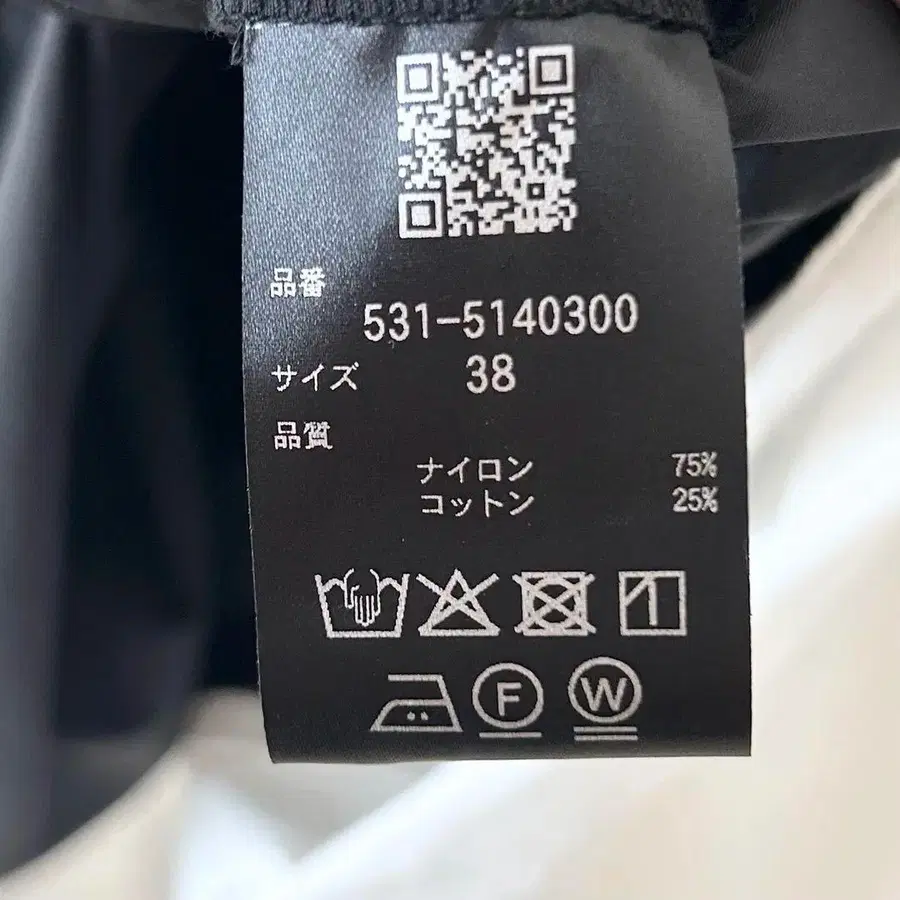 品番
531-5140300
サイズ 38
品質
ナイロン 75%
コットン 25%
F W